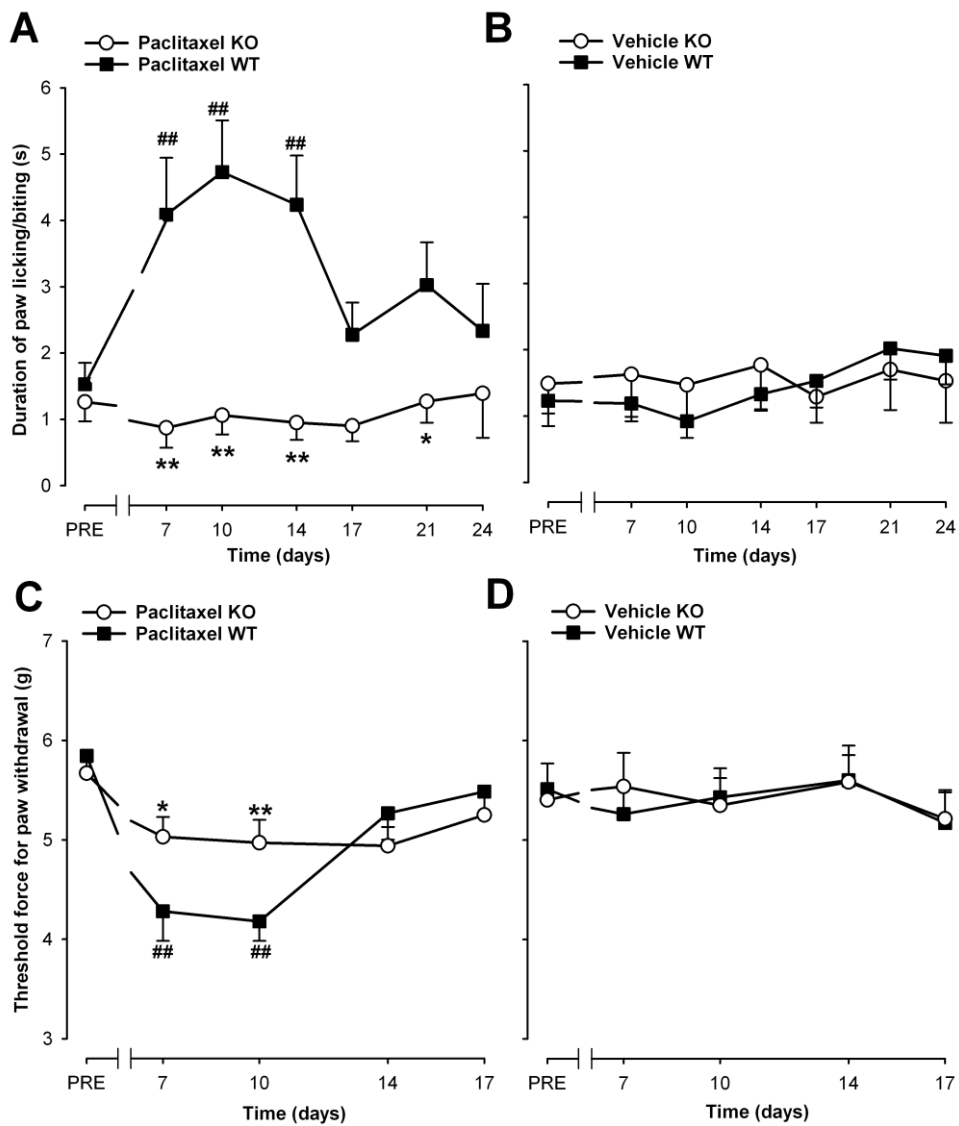 A
Paclitaxel KO
Paclitaxel WT
Duration of paw licking/biting (s)
6
5
4
3
2
1
0
##
##
##
**
**
**
*
PRE 7 10 14 17 21 24
Time (days)
B
Vehicle KO
Vehicle WT
PRE 7 10 14 17 21 24
Time (days)
C
Paclitaxel KO
Paclitaxel WT
Threshold force for paw withdrawal (g)
7
6
5
4
3
*
**
##
##
PRE 7 10 14 17
Time (days)
D
Vehicle KO
Vehicle WT
PRE 7 10 14 17
Time (days)